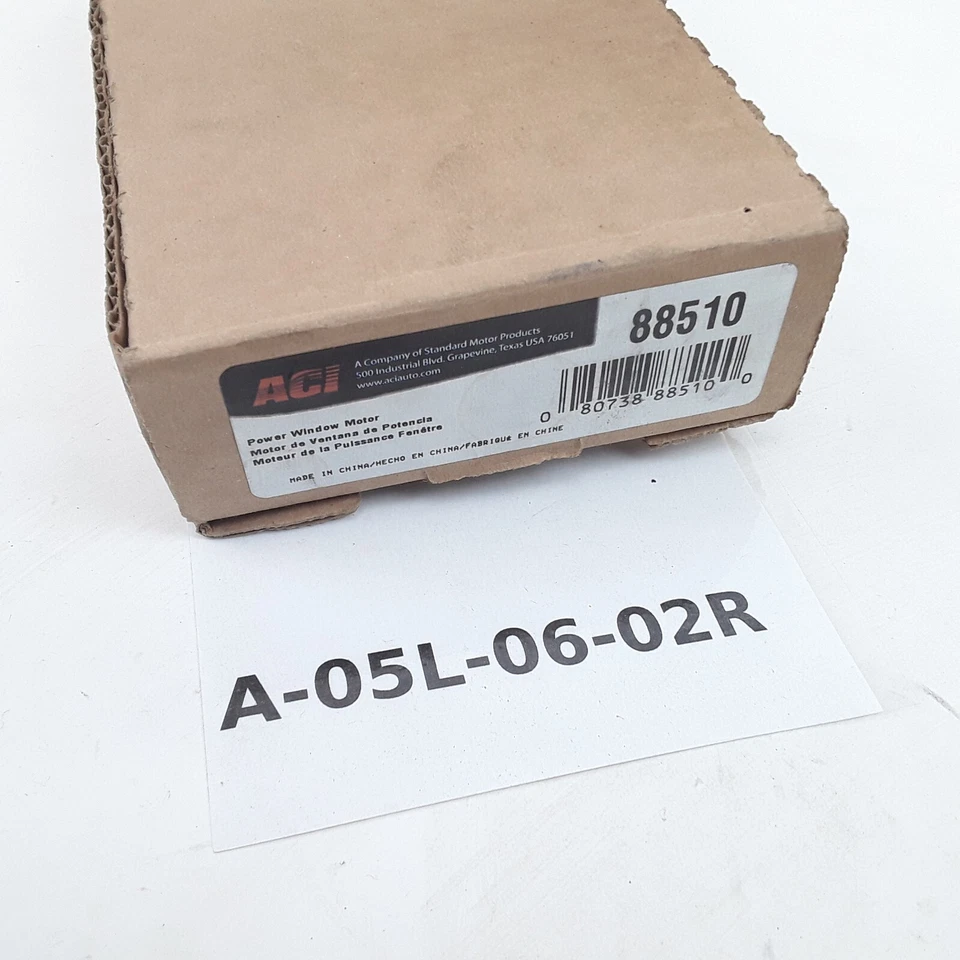 ACI
A Company of Standard Motor Products
500 Industrial Blvd. Grapevine, Texas USA 76051
www.aciauto.com
88510
0 80738 88510 0
Power Window Motor
Motor de Ventana de Potencia
Moteur de la Puissance Fenêtre
MADE IN CHINA/HECHO EN CHINA/FABRIQUE EN CHINE
A-05L-06-02R